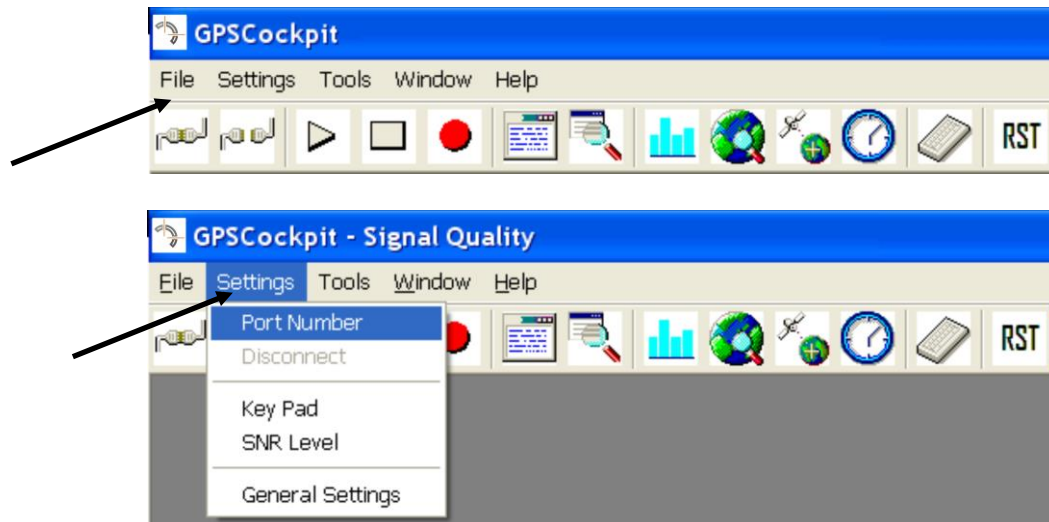 GPSCockpit
File Settings Tools Window Help
RST
GPSCockpit - Signal Quality
File Settings Tools Window Help
RST
Port Number
Disconnect
Key Pad
SNR Level
General Settings